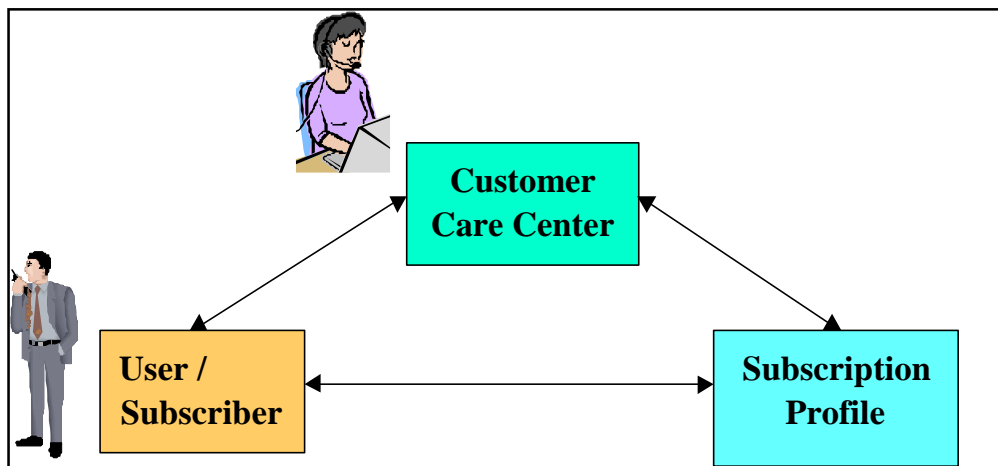 Customer
Care Center
User /
Subscriber
Subscription
Profile